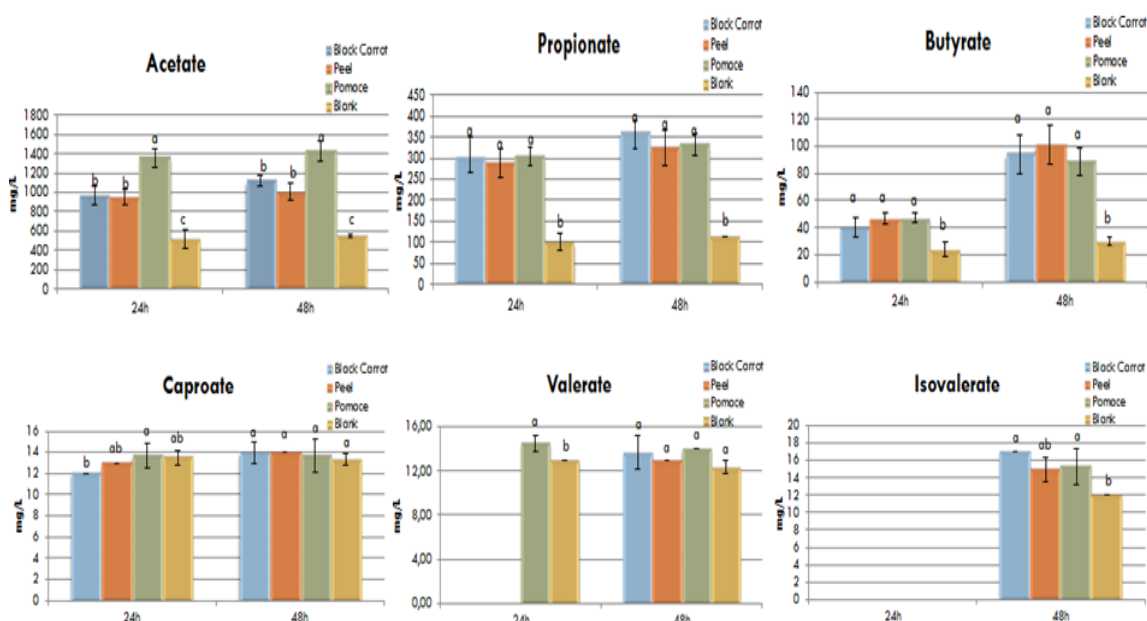 Acetate
Black Carrot
Peel
Pomace
Blank
mg/L
1800
1600
1400
1200
1000
800
600
400
200
0
b
b
a
c
b
b
a
c
24h
48h
Propionate
Black Carrot
Peel
Pomace
Blank
mg/L
450
400
350
300
250
200
150
100
50
0
a
a
a
b
a
a
a
b
24h
48h
Butyrate
Black Carrot
Peel
Pomace
Blank
mg/L
140
120
100
80
60
40
20
0
a
a
a
b
a
a
a
b
24h
48h
Caproate
Black Carrot
Peel
Pomace
Blank
mg/L
16
14
12
10
8
6
4
2
0
b
ab
a
ab
a
a
a
a
24h
48h
Valerate
Black Carrot
Peel
Pomace
Blank
mg/L
16,00
12,00
8,00
4,00
0,00
a
b
a
a
a
a
24h
48h
Isovalerate
Black Carrot
Peel
Pomace
Blank
mg/L
20
18
16
14
12
10
8
6
4
2
0
a
ab
a
b
24h
48h